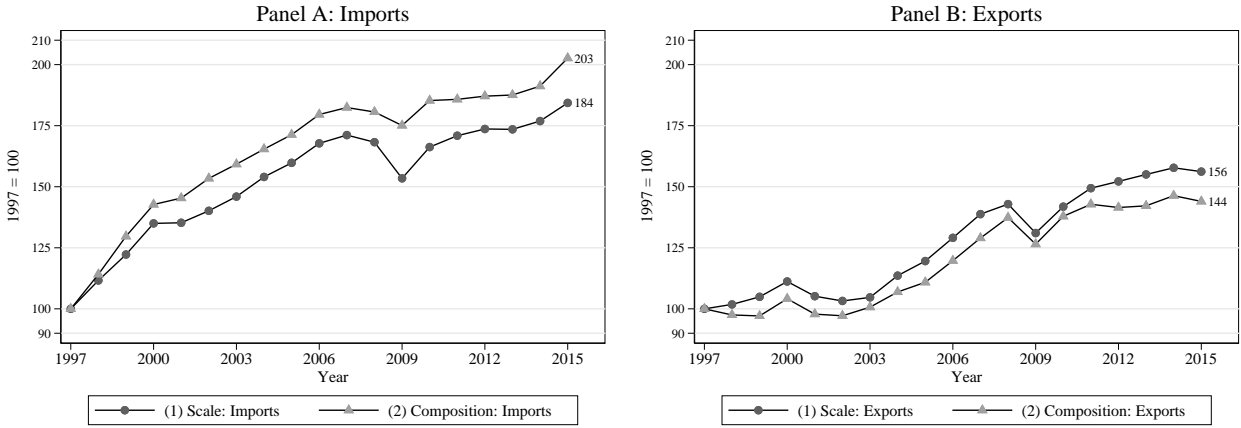 Panel A: Imports
210
200
175
150
125
100
90
1997 = 100
203
184
1997 2000 2003 2006 2009 2012 2015
Year
(1) Scale: Imports (2) Composition: Imports
Panel B: Exports
210
200
175
150
125
100
90
1997 = 100
156
144
1997 2000 2003 2006 2009 2012 2015
Year
(1) Scale: Exports (2) Composition: Exports